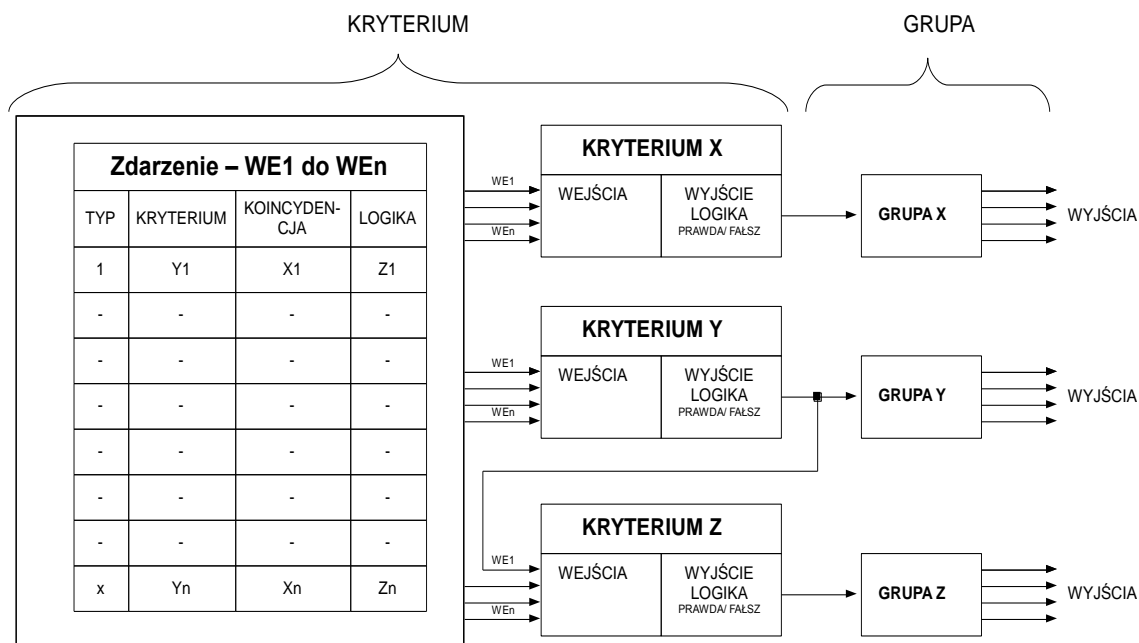 KRYTERIUM
GRUPA
Zdarzenie – WE1 do WEn
TYP KRYTERIUM KOINCYDEN-
CJA LOGIKA
1 Y1 X1 Z1
- - - -
- - - -
- - - -
- - - -
- - - -
- - - -
x Yn Xn Zn
WE1
WEn
KRYTERIUM X
WEJŚCIA
WYJŚCIE
LOGIKA
PRAWDA/ FAŁSZ
GRUPA X
WYJŚCIA
WE1
WEn
KRYTERIUM Y
WEJŚCIA
WYJŚCIE
LOGIKA
PRAWDA/ FAŁSZ
GRUPA Y
WYJŚCIA
WE1
WEn
KRYTERIUM Z
WEJŚCIA
WYJŚCIE
LOGIKA
PRAWDA/ FAŁSZ
GRUPA Z
WYJŚCIA